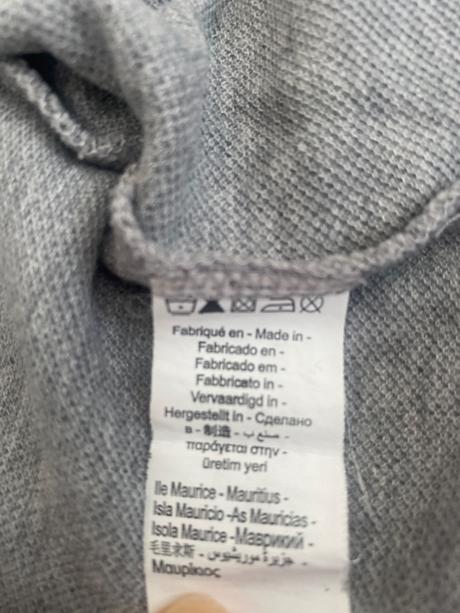 Fabriqué en - Made in -
Fabricado en -
Fabricado em -
Fabbricato in -
Vervaardigd in -
Hergestellt in - Сделано
в - 制造 - صنع ب -
παράγεται στην -
üretim yeri
Ile Maurice - Mauritius -
Isla Mauricio -As Mauricias -
Isola Maurice -Маврикий -
毛里求斯 - جزيرة موريشيوس -
Μαυρίκιος